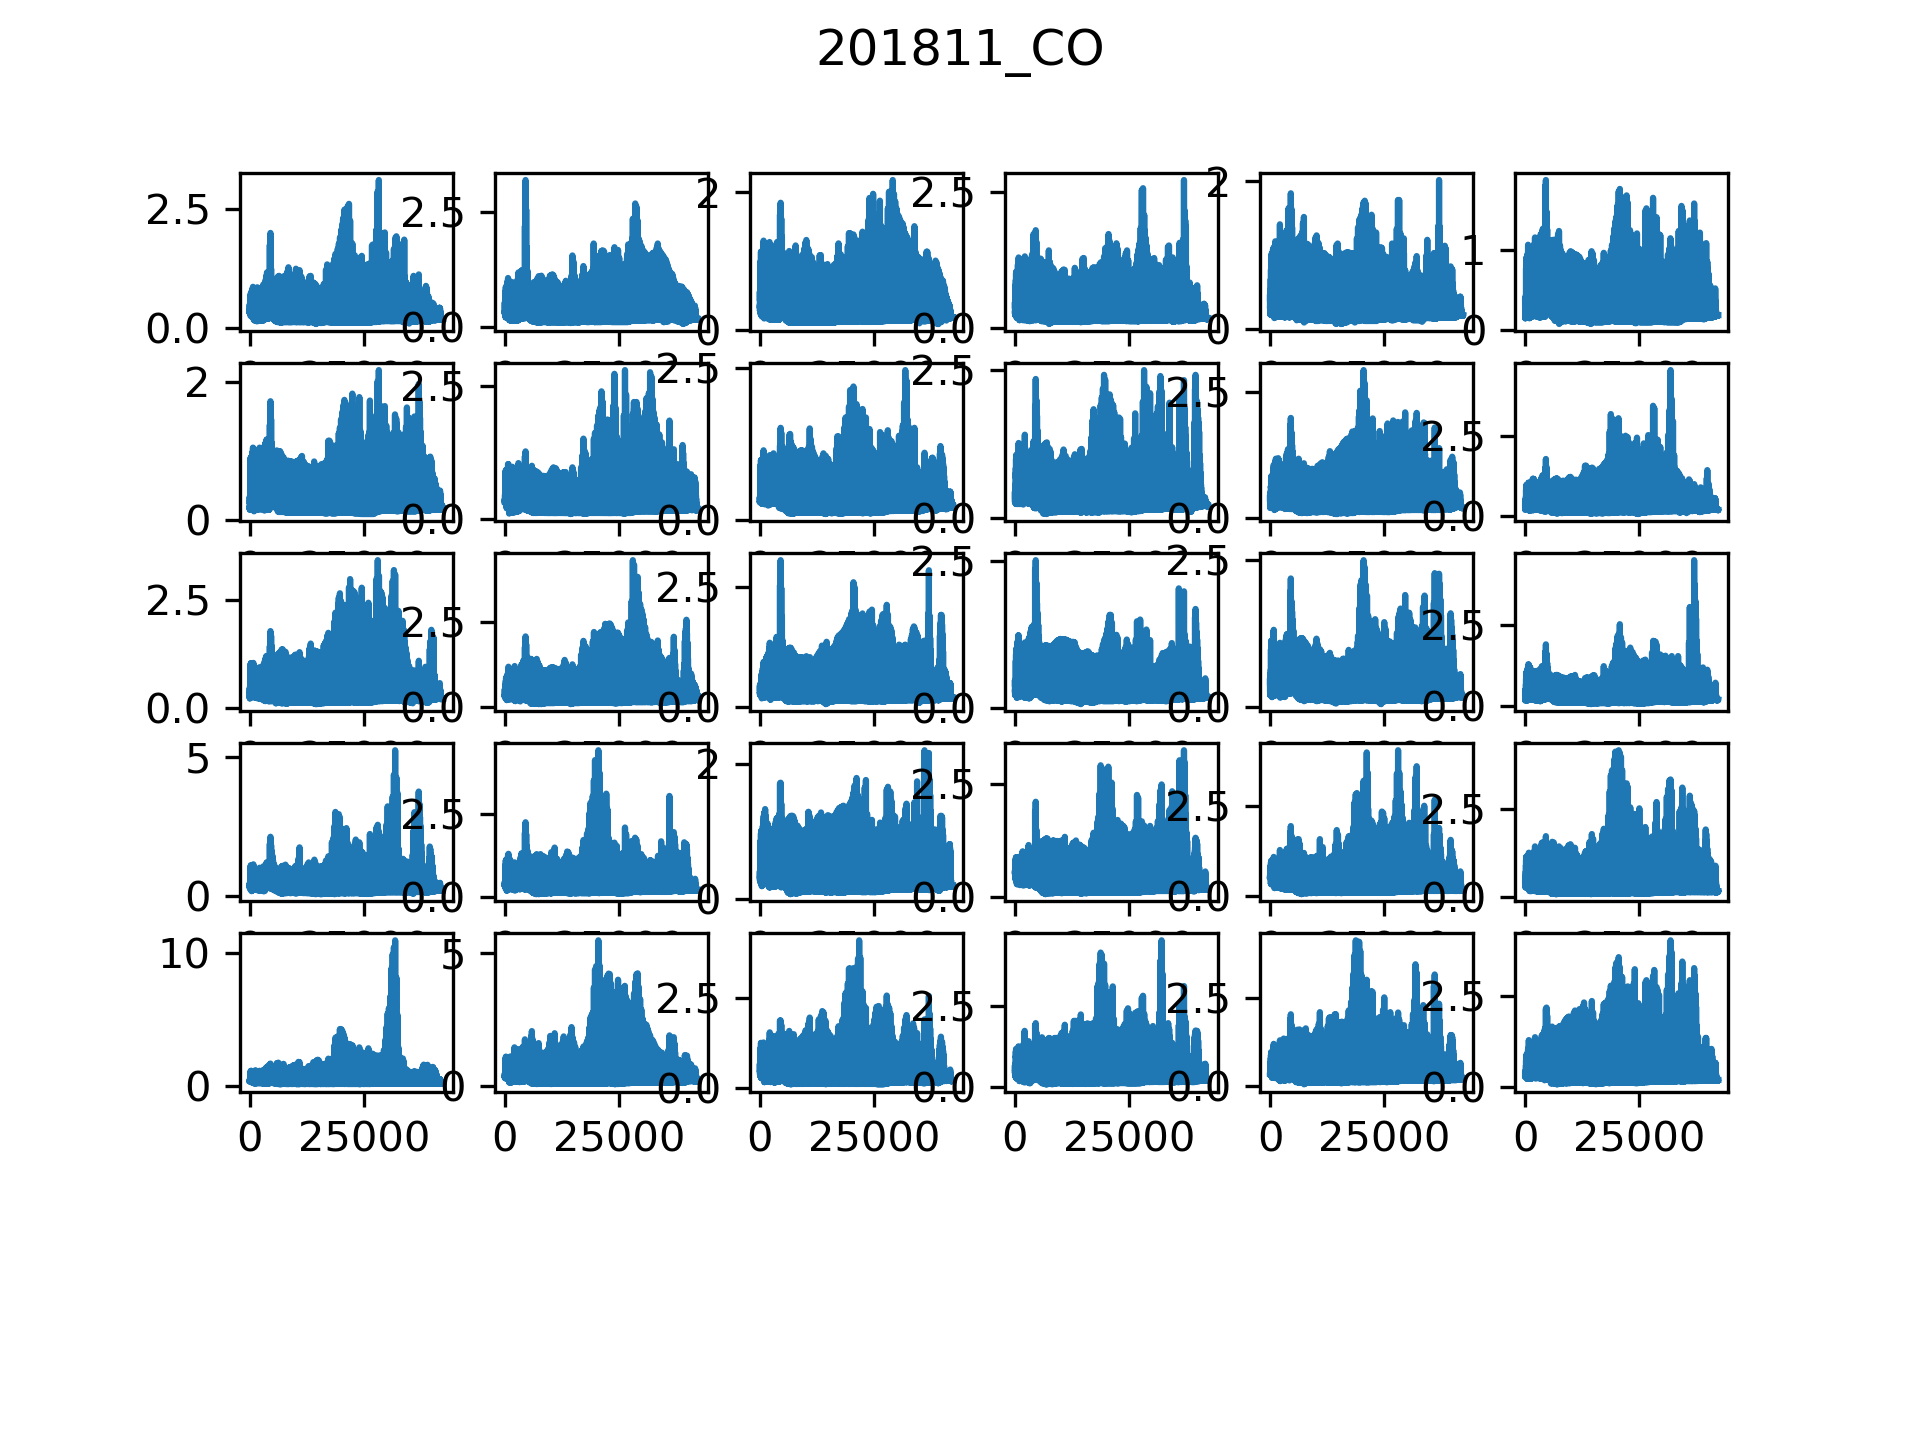 201811_CO
2.5 2.5 2 2.5 2 1
0.0 0.0 0 0.0 0 0
2 2.5 2.5 2.5 2.5 2.5
0 0.0 0.0 0.0 0.0 0.0
2.5 2.5 2.5 2.5 2.5 2.5
0.0 0.0 0.0 0.0 0.0 0.0
5 2.5 2 2.5 2.5 2.5
0 0.0 0 0.0 0.0 0.0
10 5 2.5 2.5 2.5 2.5
0 0 0.0 0.0 0.0 0.0
0 25000 0 25000 0 25000 0 25000 0 25000 0 25000